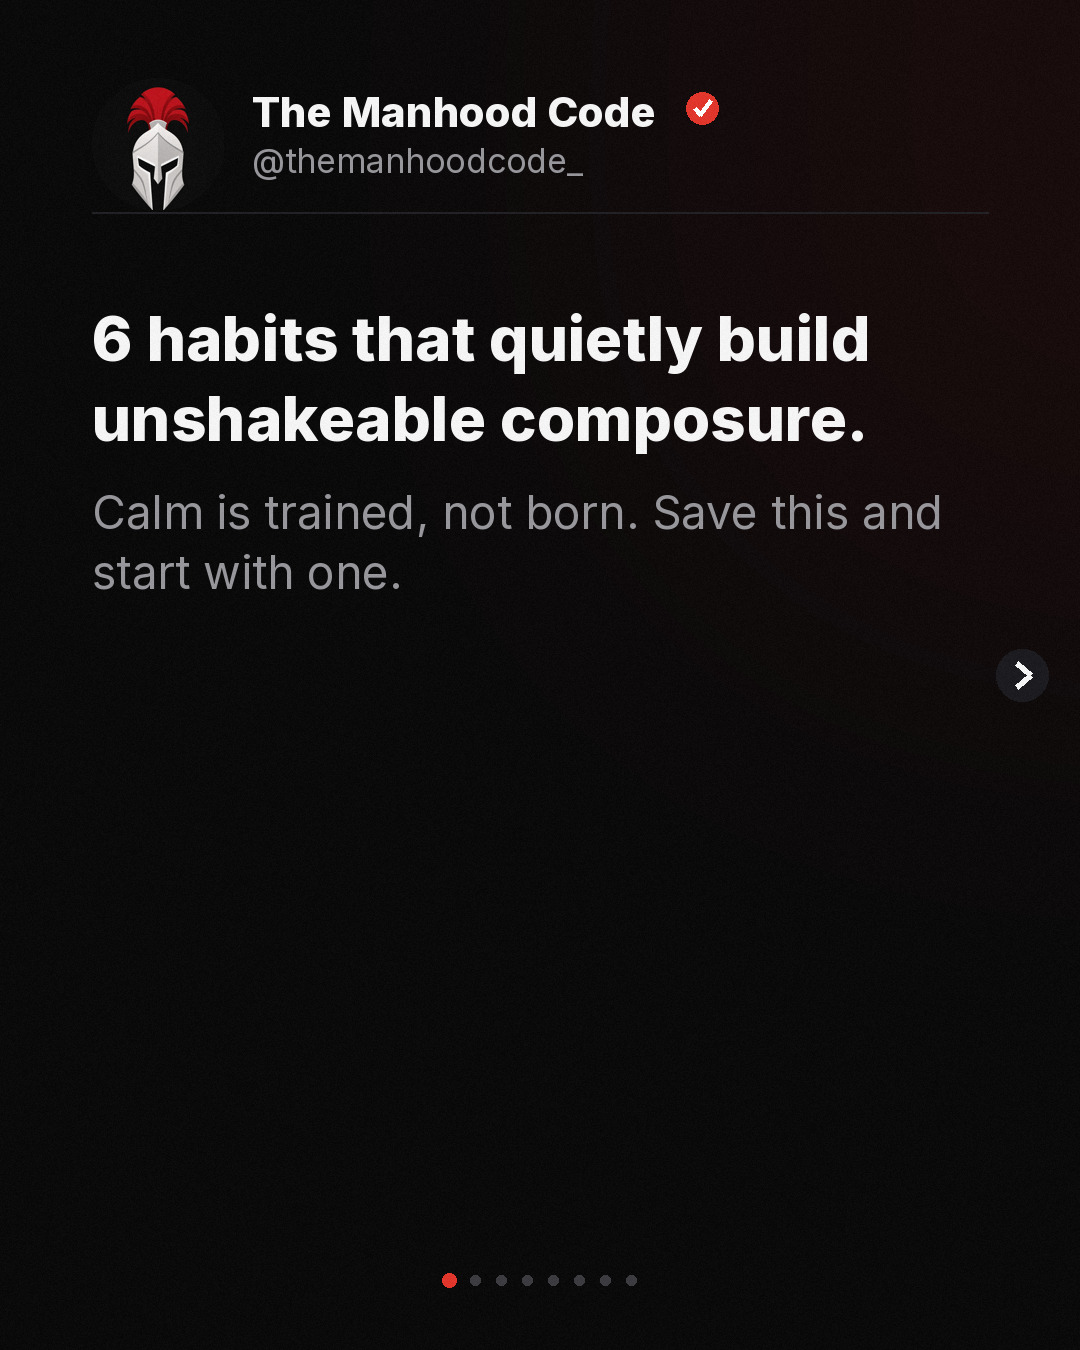 The Manhood Code
@themanhoodcode_
6 habits that quietly build
unshakeable composure.
Calm is trained, not born. Save this and
start with one.